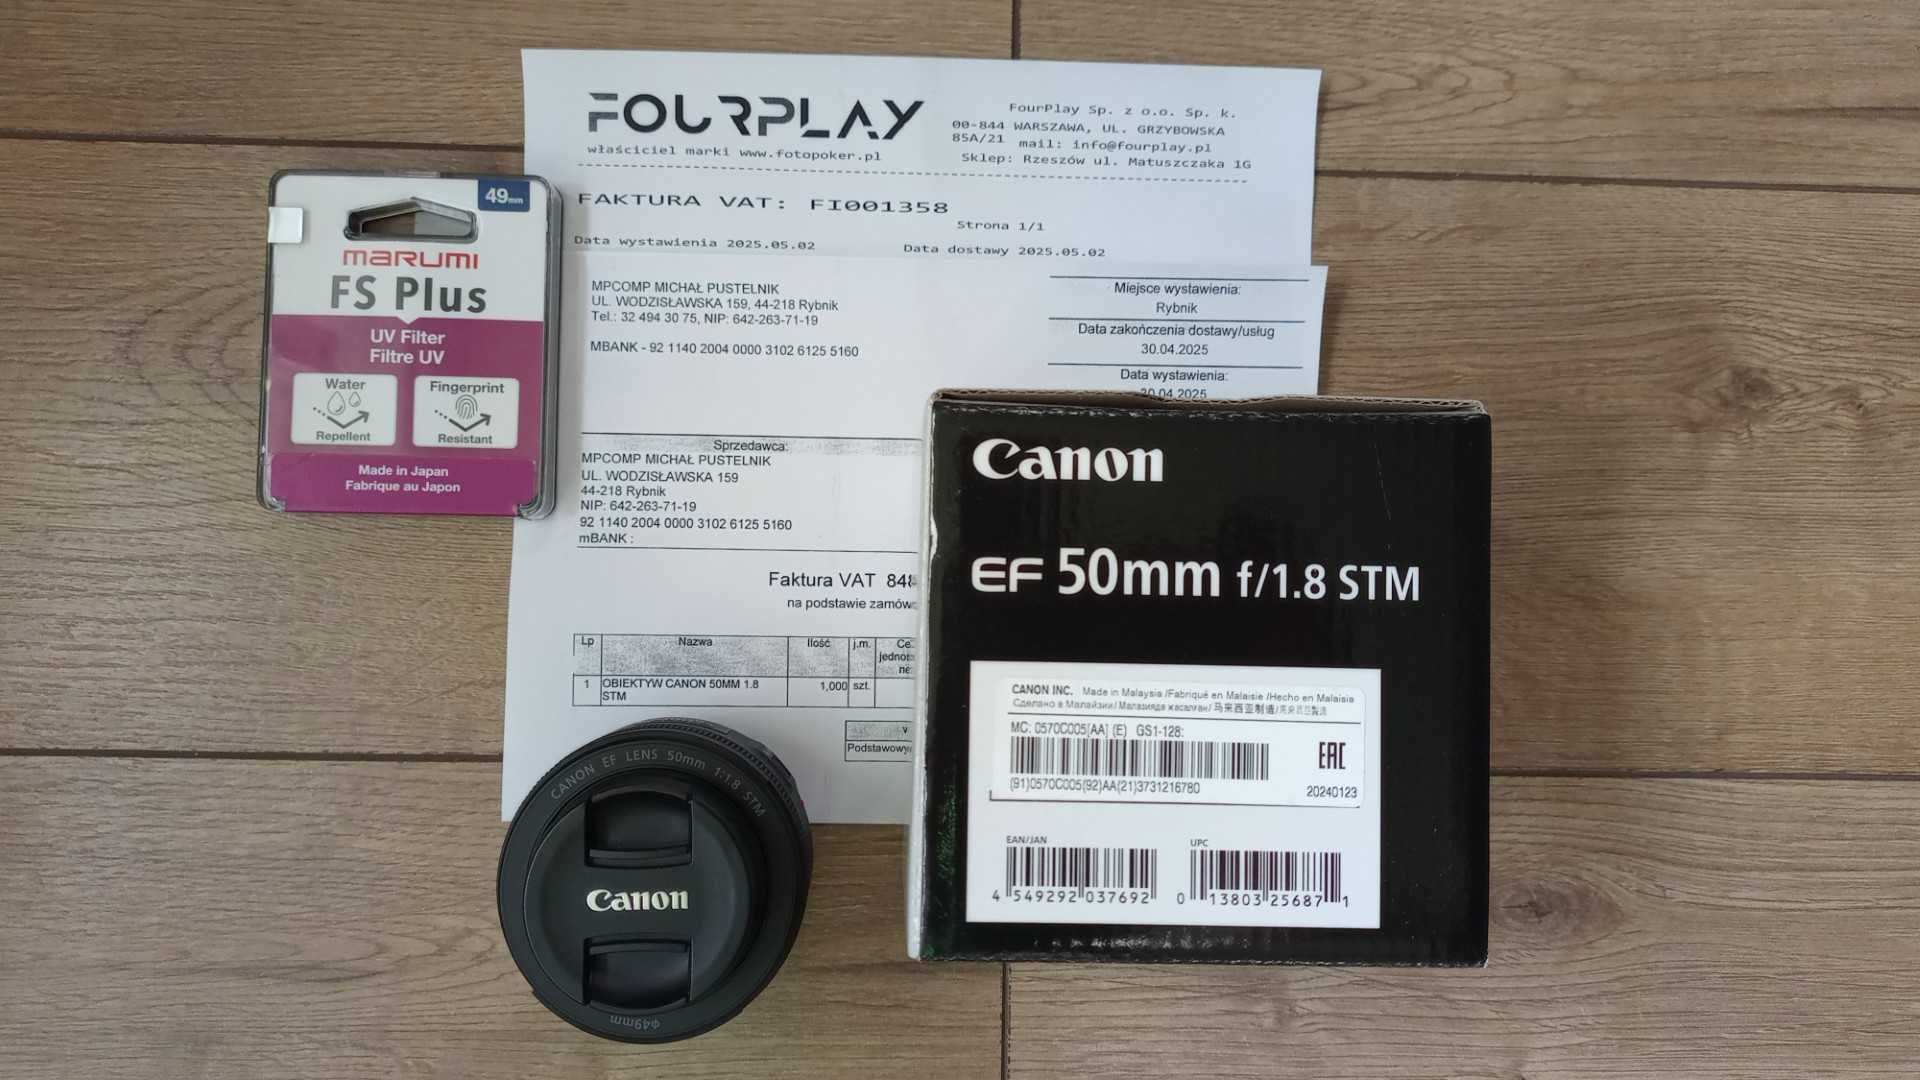 FOURPLAY
właściciel marki www.fotopoker.pl
FourPlay Sp. z o.o. Sp. k.
00-844 WARSZAWA, UL. GRZYBOWSKA
85A/21 mail: info@fourplay.pl
Sklep: Rzeszów ul. Matuszczaka 1G
FAKTURA VAT: FI001358
Strona 1/1
Data wystawienia 2025.05.02
Data dostawy 2025.05.02
49mm
marumi
FS Plus
UV Filter
Filtre UV
Water
Repellent
Fingerprint
Resistant
Made in Japan
Fabrique au Japon
MPCOMP MICHAŁ PUSTELNIK
UL. WODZISŁAWSKA 159, 44-218 Rybnik
Tel.: 32 494 30 75, NIP: 642-263-71-19
MBANK - 92 1140 2004 0000 3102 6125 5160
Miejsce wystawienia:
Rybnik
Data zakończenia dostawy/usług
30.04.2025
Data wystawienia:
30.04.2025
Sprzedawca:
MPCOMP MICHAŁ PUSTELNIK
UL. WODZISŁAWSKA 159
44-218 Rybnik
NIP: 642-263-71-19
92 1140 2004 0000 3102 6125 5160
mBANK :
Faktura VAT 848
na podstawie zamów
Lp Nazwa Ilość j.m. Ce
jednos
ne
1 OBIEKTYW CANON 50MM 1.8 1,000 szt.
STM
Podstawowy
Canon
EF 50mm f/1.8 STM
CANON INC. Made in Malaysia /Fabriqué en Malaisie /Hecho en Malaisia
Сделано в Малайзии/ Малазияда жасалған/ 马来西亚制造/
MC: 0570C005[AA] (E) GS1-128:
EAC
(91)0570C005(92)AA(21)3731216780
20240123
EAN/JAN
4 549292 037692
UPC
0 13803 25687 1
CANON EF LENS 50mm 1:1.8 STM
Canon
Φ49mm